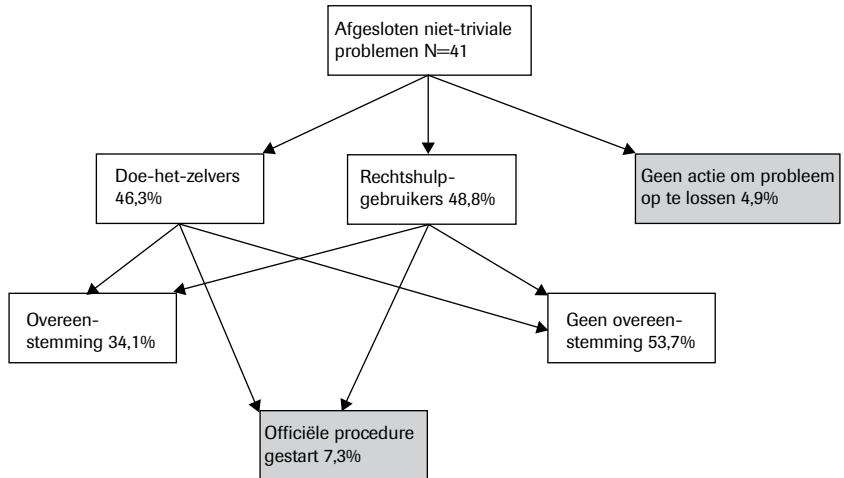 Afgesloten niet-triviale
problemen N=41
Doe-het-zelvers
46,3%
Rechtshulp-
gebruikers 48,8%
Geen actie om probleem
op te lossen 4,9%
Overeen-
stemming 34,1%
Geen overeen-
stemming 53,7%
Officiële procedure
gestart 7,3%